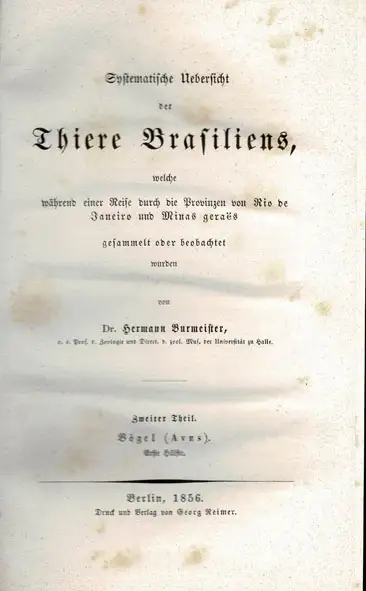 Systematische Uebersicht
der
Thiere Brasiliens,
welche
während einer Reise durch die Provinzen von Rio de
Janeiro und Minas geraës
gesammelt oder beobachtet
wurden
von
Dr. Hermann Burmeister,
o. ö. Prof. d. Zoologie und Direct. d. zool. Mus. der Universität zu Halle.
Zweiter Theil.
Vögel (Aves).
Erste Hälfte.
Berlin, 1856.
Druck und Verlag von Georg Reimer.